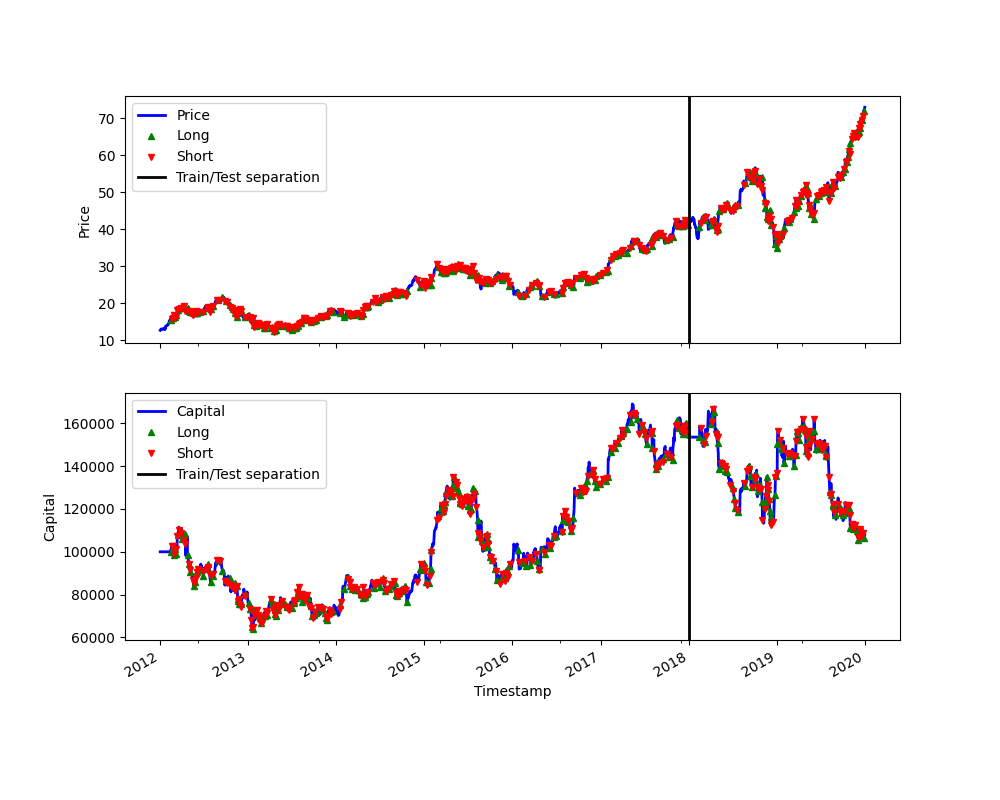 Price
Long
Short
Train/Test separation
70
60
50
40
30
20
10
Price
Capital
Long
Short
Train/Test separation
160000
140000
120000
100000
80000
60000
Capital
2012
2013
2014
2015
2016
2017
2018
2019
2020
Timestamp